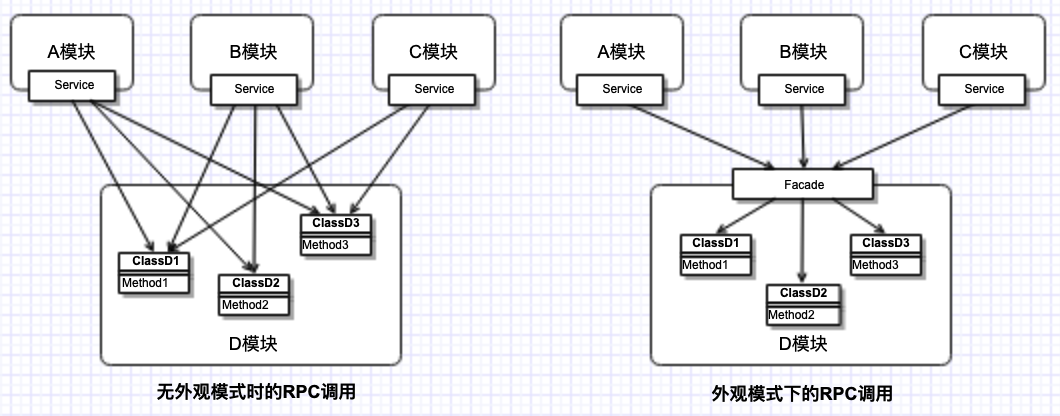 A模块
Service
B模块
Service
C模块
Service
ClassD3
Method3
ClassD1
Method1
ClassD2
Method2
D模块
无外观模式时的RPC调用
A模块
Service
B模块
Service
C模块
Service
Facade
ClassD1
Method1
ClassD3
Method3
ClassD2
Method2
D模块
外观模式下的RPC调用